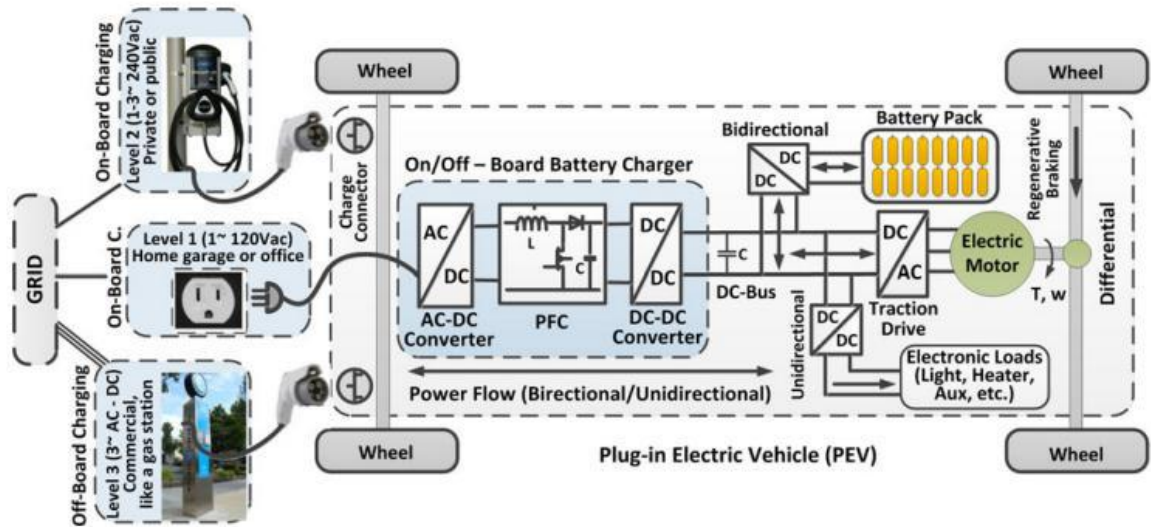 GRID
On-Board Charging
Level 2 (1-3~ 240Vac)
Private or public
On-Board C.
Level 1 (1~ 120Vac)
Home garage or office
Off-Board Charging
Level 3 (3~ AC - DC)
Commercial,
like a gas station
Wheel
Wheel
Charge
Connector
On/Off – Board Battery Charger
AC
DC
AC-DC
Converter
L
C
PFC
DC
DC
DC-DC
Converter
Power Flow (Birectional/Unidirectional)
C
DC-Bus
Bidirectional
DC
DC
Battery Pack
DC
AC
Traction
Drive
Electric
Motor
T, w
Regenerative
Braking
Differential
Unidirectional
DC
DC
Electronic Loads
(Light, Heater,
Aux, etc.)
Wheel
Wheel
Plug-in Electric Vehicle (PEV)